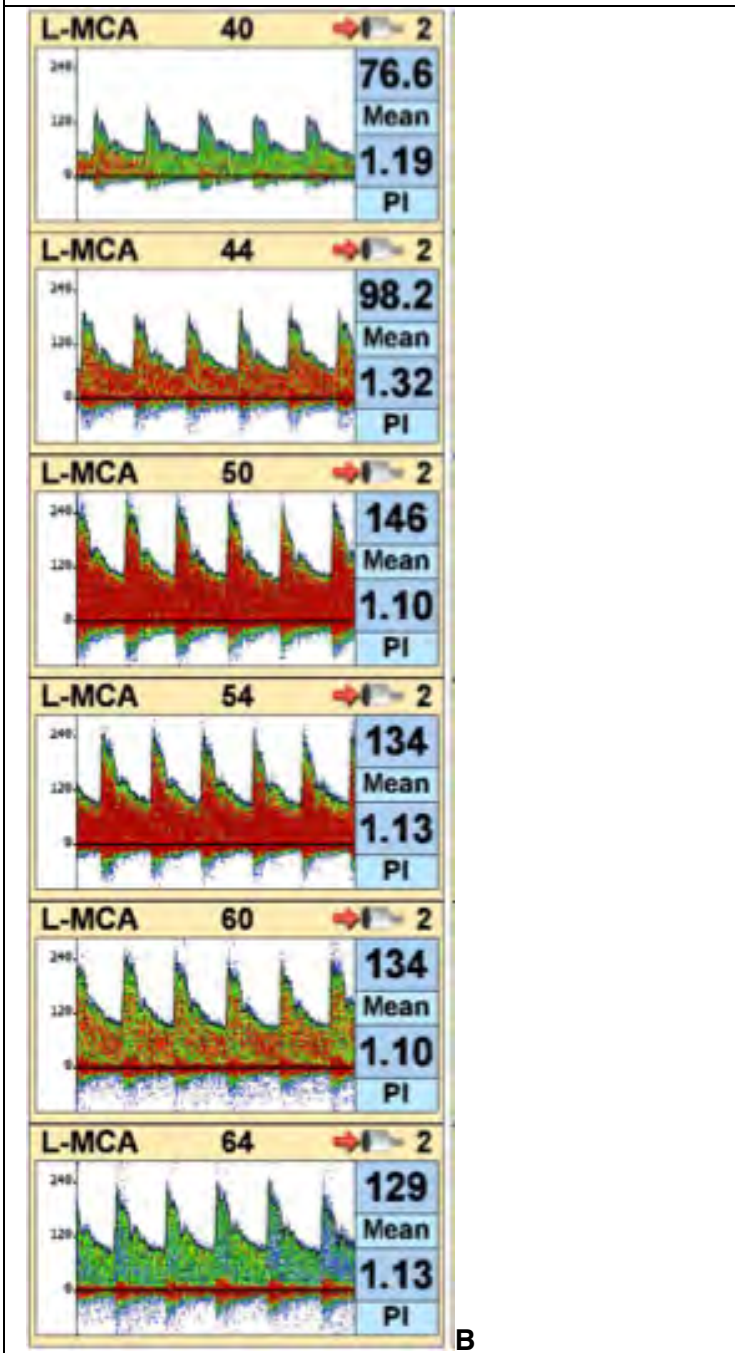 L-MCA 40 2
240
76.6
Mean
120
1.19
0
PI
L-MCA 44 2
240
98.2
Mean
120
1.32
0
PI
L-MCA 50 2
240
146
Mean
120
1.10
0
PI
L-MCA 54 2
240
134
Mean
120
1.13
0
PI
L-MCA 60 2
240
134
Mean
120
1.10
0
PI
L-MCA 64 2
240
129
Mean
120
1.13
0
PI
B